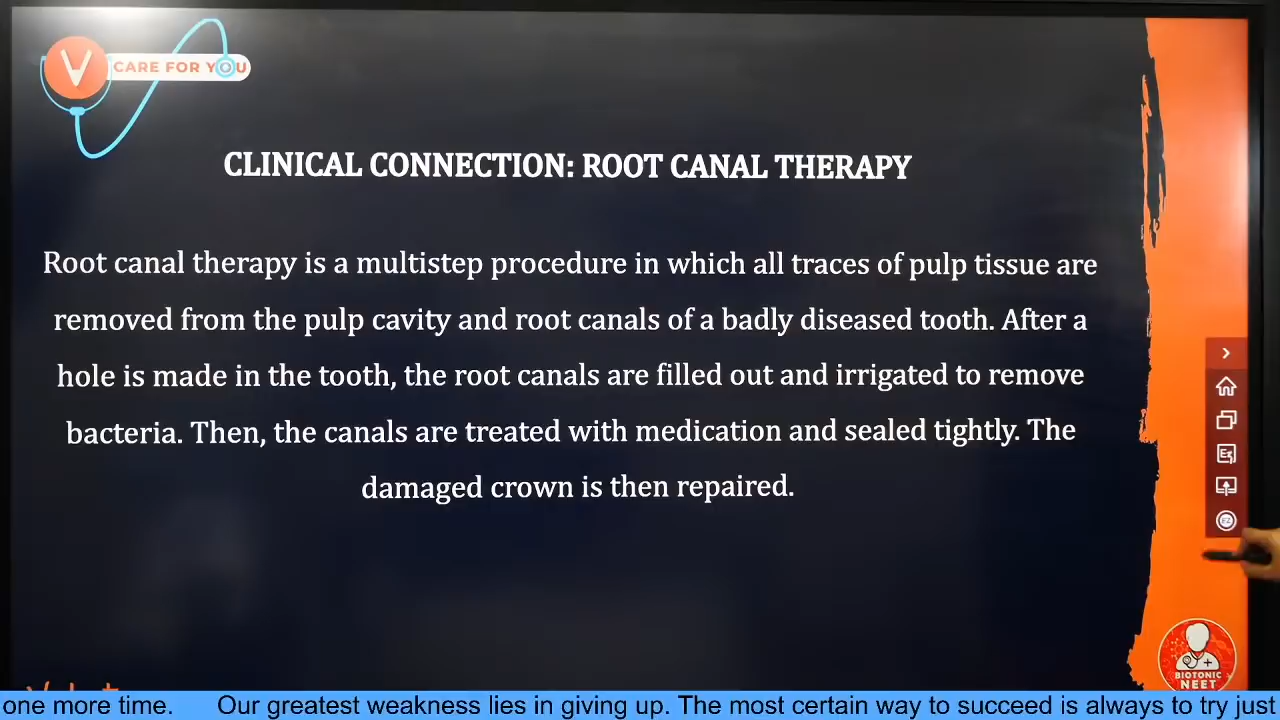 CARE FOR YOU
CLINICAL CONNECTION: ROOT CANAL THERAPY
Root canal therapy is a multistep procedure in which all traces of pulp tissue are
removed from the pulp cavity and root canals of a badly diseased tooth. After a
hole is made in the tooth, the root canals are filled out and irrigated to remove
bacteria. Then, the canals are treated with medication and sealed tightly. The
damaged crown is then repaired.
BIOTONIC
NEET
one more time. Our greatest weakness lies in giving up. The most certain way to succeed is always to try just